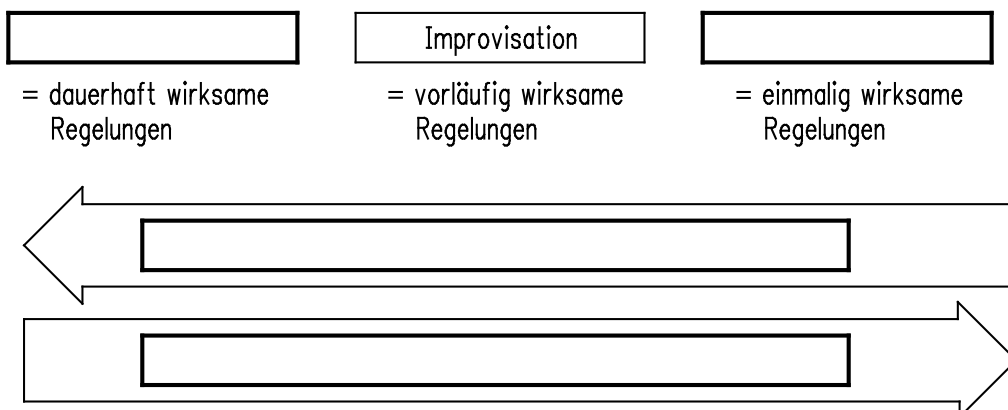 Improvisation
= dauerhaft wirksame
Regelungen
= vorläufig wirksame
Regelungen
= einmalig wirksame
Regelungen